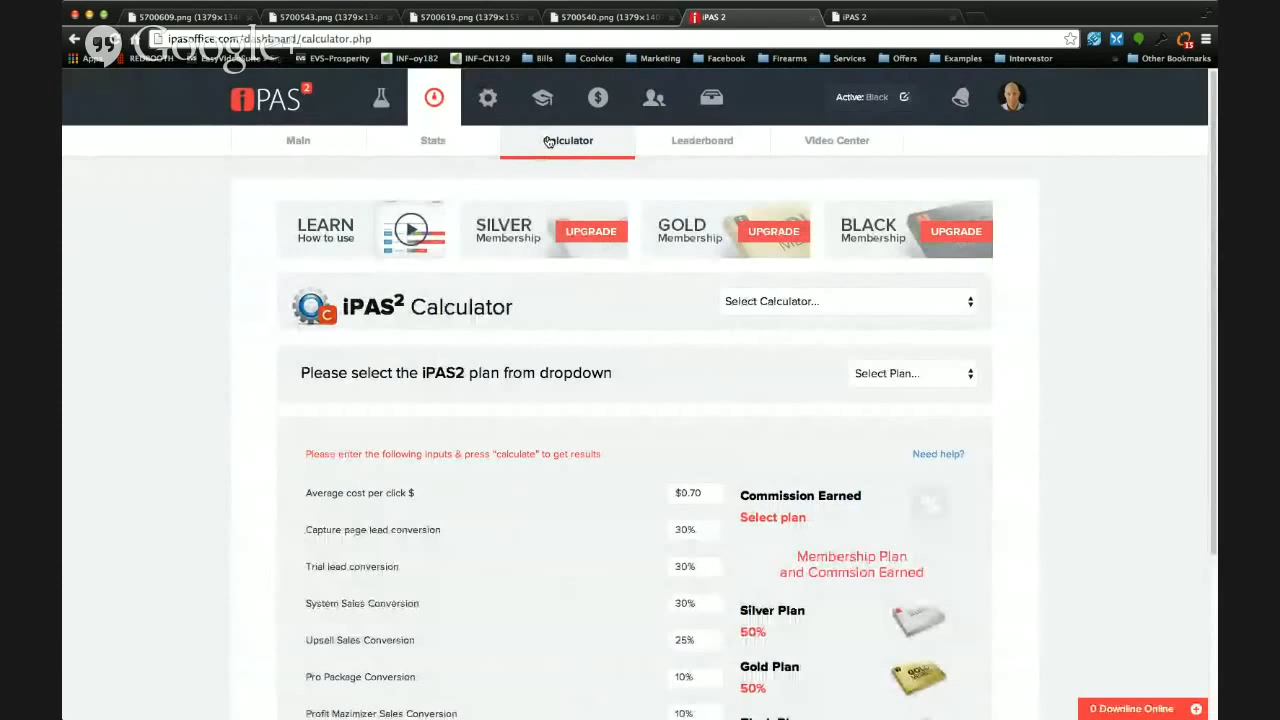 5700609.png (1379×134
5700543.png (1379×134
5700619.png (1379×153
5700540.png (1379×140
iPAS 2
iPAS 2
Google+
ipasoffice.com/dashboard/calculator.php
Apps
REDBOOTH
EasyVideoSuite
EVS-Prosperity
INF-oy182
INF-CN129
Bills
Coolvice
Marketing
Facebook
Firearms
Services
Offers
Examples
Intervestor
»
Other Bookmarks
15
iPAS2
Active: Black
Main
Stats
Calculator
Leaderboard
Video Center
LEARN
How to use
SILVER
Membership
UPGRADE
GOLD
Membership
UPGRADE
BLACK
Membership
UPGRADE
C
iPAS2 Calculator
Select Calculator...
Please select the iPAS2 plan from dropdown
Select Plan...
Please enter the following inputs & press “calculate” to get results
Need help?
Average cost per click $
$0.70
Capture page lead conversion
30%
Trial lead conversion
30%
System Sales Conversion
30%
Upsell Sales Conversion
25%
Pro Package Conversion
10%
Profit Mazimizer Sales Conversion
10%
Commission Earned
Select plan
Membership Plan
and Commsion Earned
Silver Plan
50%
Gold Plan
50%
0 Downline Online